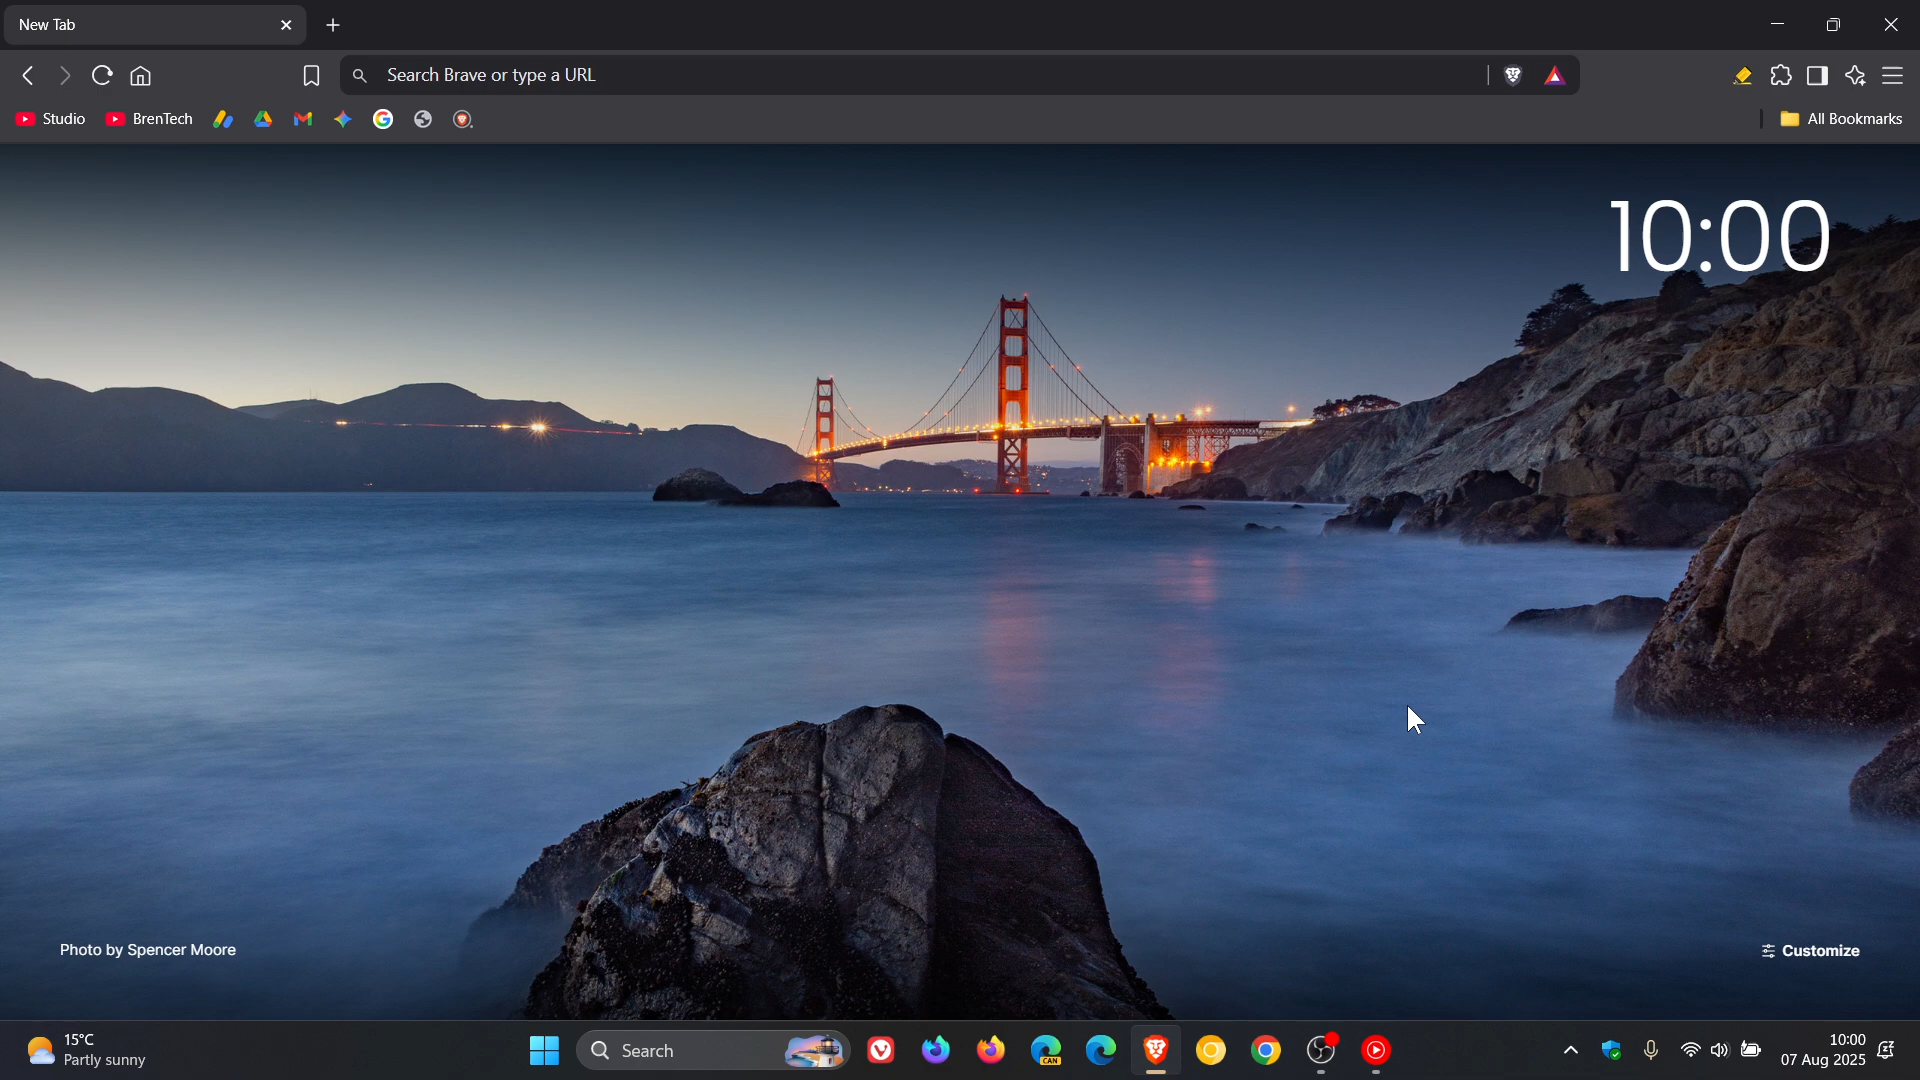 New Tab
Search Brave or type a URL
Studio
BrenTech
All Bookmarks
10:00
Photo by Spencer Moore
Customize
15°C
Partly sunny
Search
CAN
10:00
07 Aug 2025